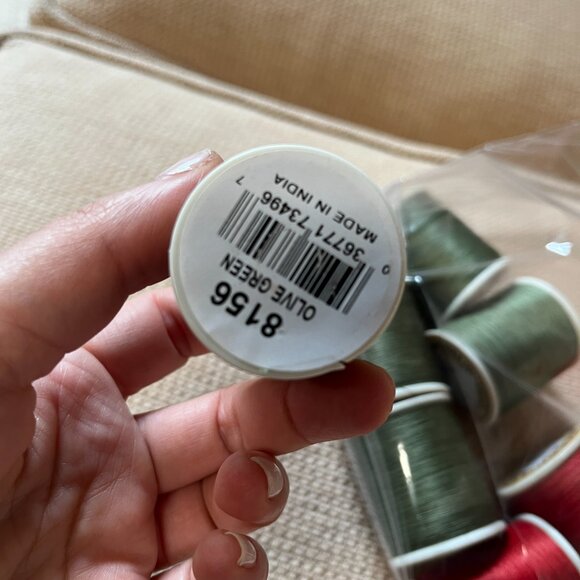 8156
OLIVE GREEN
0 36771 73496 7
MADE IN INDIA